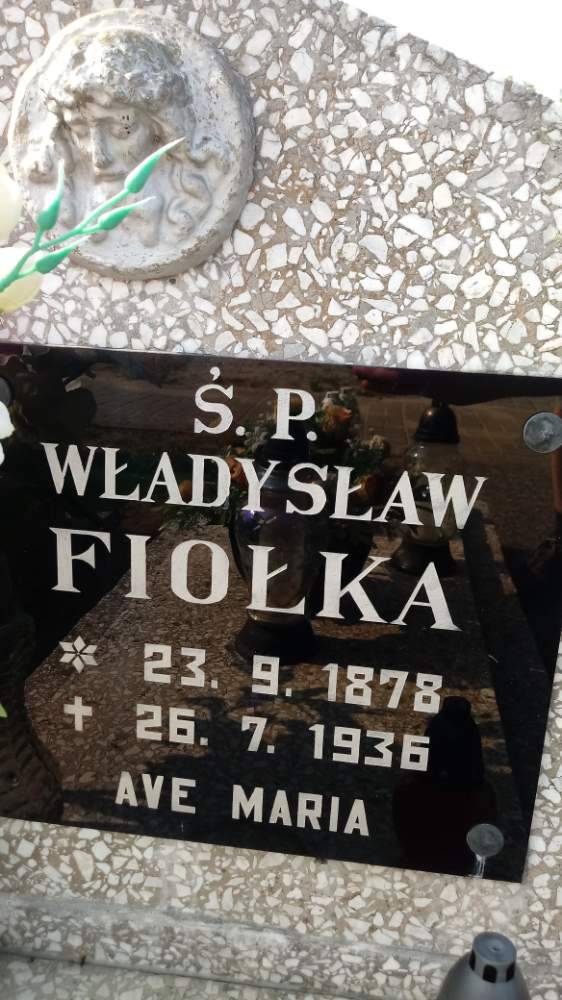 Ś. P.
WŁADYSŁAW
FIOŁKA
* 23. 9. 1878
✝ 26. 7. 1936
AVE MARIA